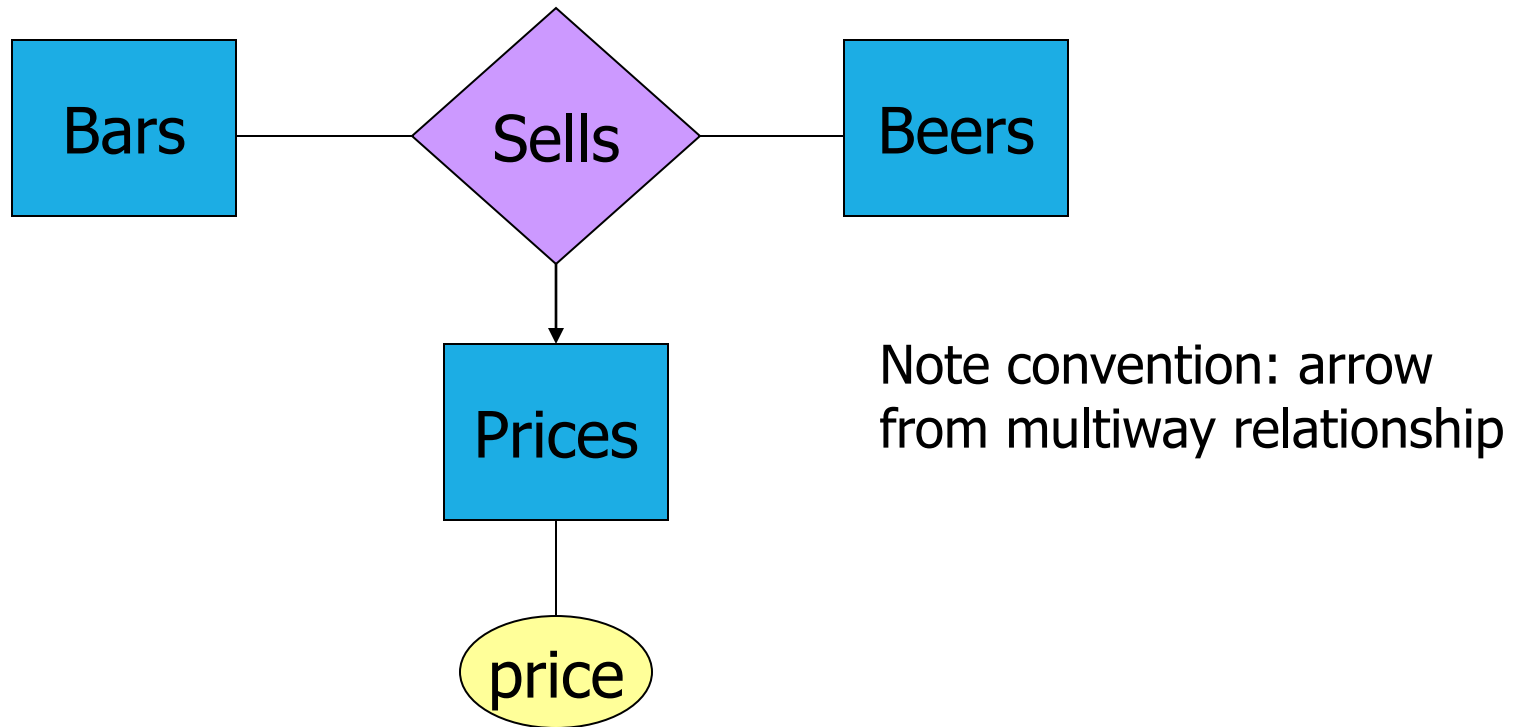 Bars
Sells
Beers
Prices
Note convention: arrow
from multiway relationship
price